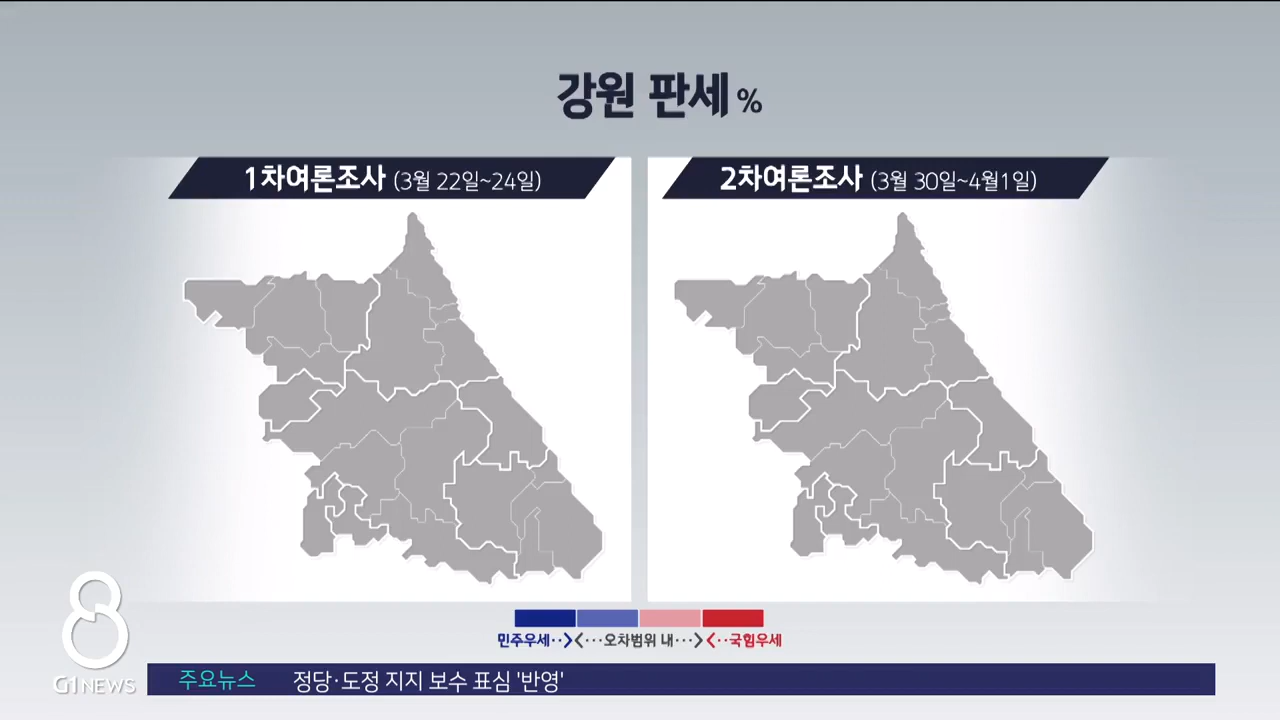 강원 판세 %
1차여론조사 (3월 22일~24일)
2차여론조사 (3월 30일~4월1일)
민주우세··>
<···오차범위 내···>
<··국힘우세
8
G1 NEWS
주요뉴스 정당·도정 지지 보수 표심 '반영'